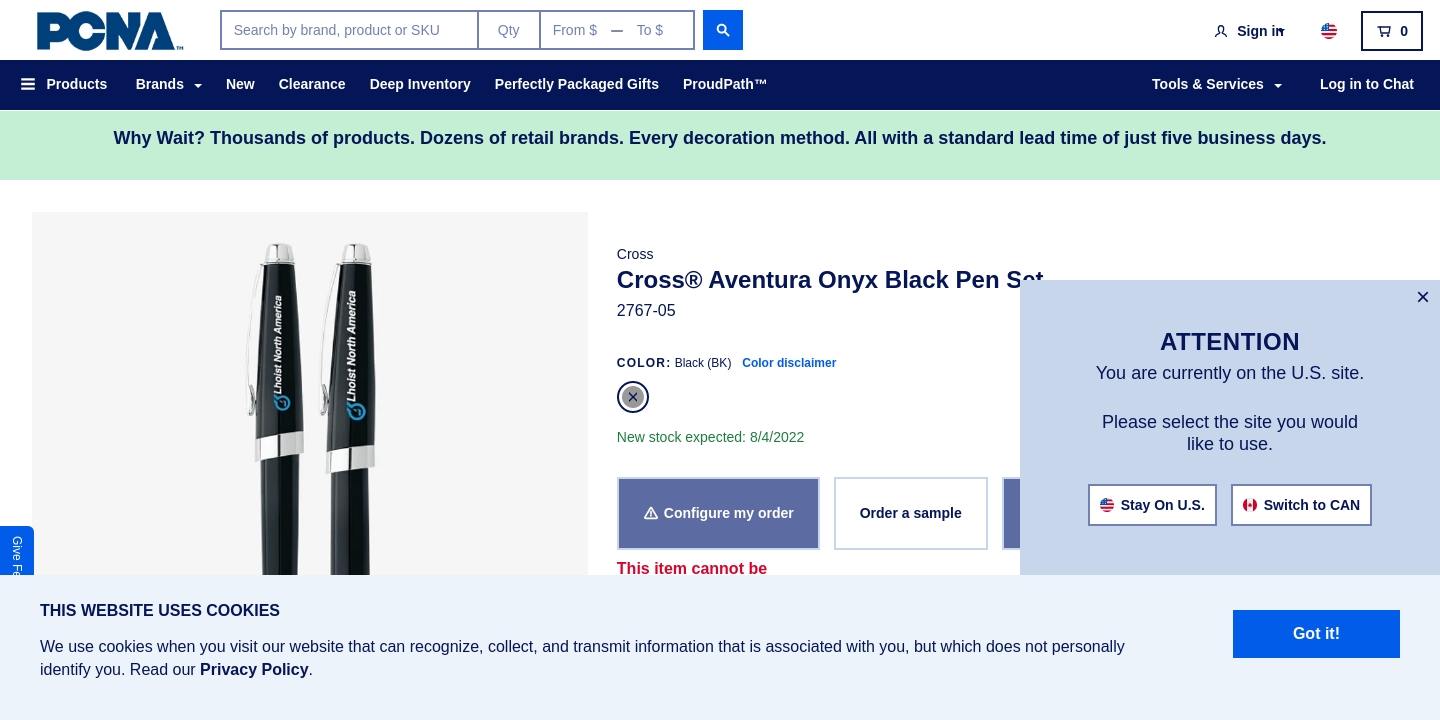 PCNA™
Search by brand, product or SKU
Qty
From $ — To $
Sign in
0
Products
Brands
New
Clearance
Deep Inventory
Perfectly Packaged Gifts
ProudPath™
Tools & Services
Log in to Chat
Why Wait? Thousands of products. Dozens of retail brands. Every decoration method. All with a standard lead time of just five business days.
Lhoist North America
Lhoist North America
Cross
Cross® Aventura Onyx Black Pen Set
2767-05
COLOR: Black (BK) Color disclaimer
New stock expected: 8/4/2022
Configure my order
Order a sample
This item cannot be
×
ATTENTION
You are currently on the U.S. site.
Please select the site you would
like to use.
Stay On U.S.
Switch to CAN
Give
THIS WEBSITE USES COOKIES
We use cookies when you visit our website that can recognize, collect, and transmit information that is associated with you, but which does not personally
identify you. Read our Privacy Policy.
Got it!